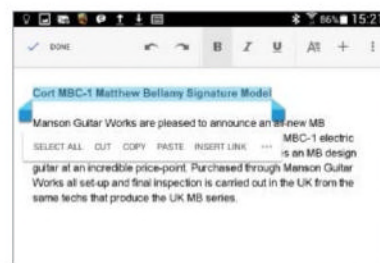 86% 15:27
DONE B I U A +
Cort MBC-1 Matthew Bellamy Signature Model
Manson Guitar Works are pleased to announce an all-new MB
MBC-1 electric
SELECT ALL CUT COPY PASTE INSERT LINK ...
is an MB design
guitar at an incredible price-point. Purchased through Manson Guitar
Works all set-up and final inspection is carried out in the UK from the
same techs that produce the UK MB series.